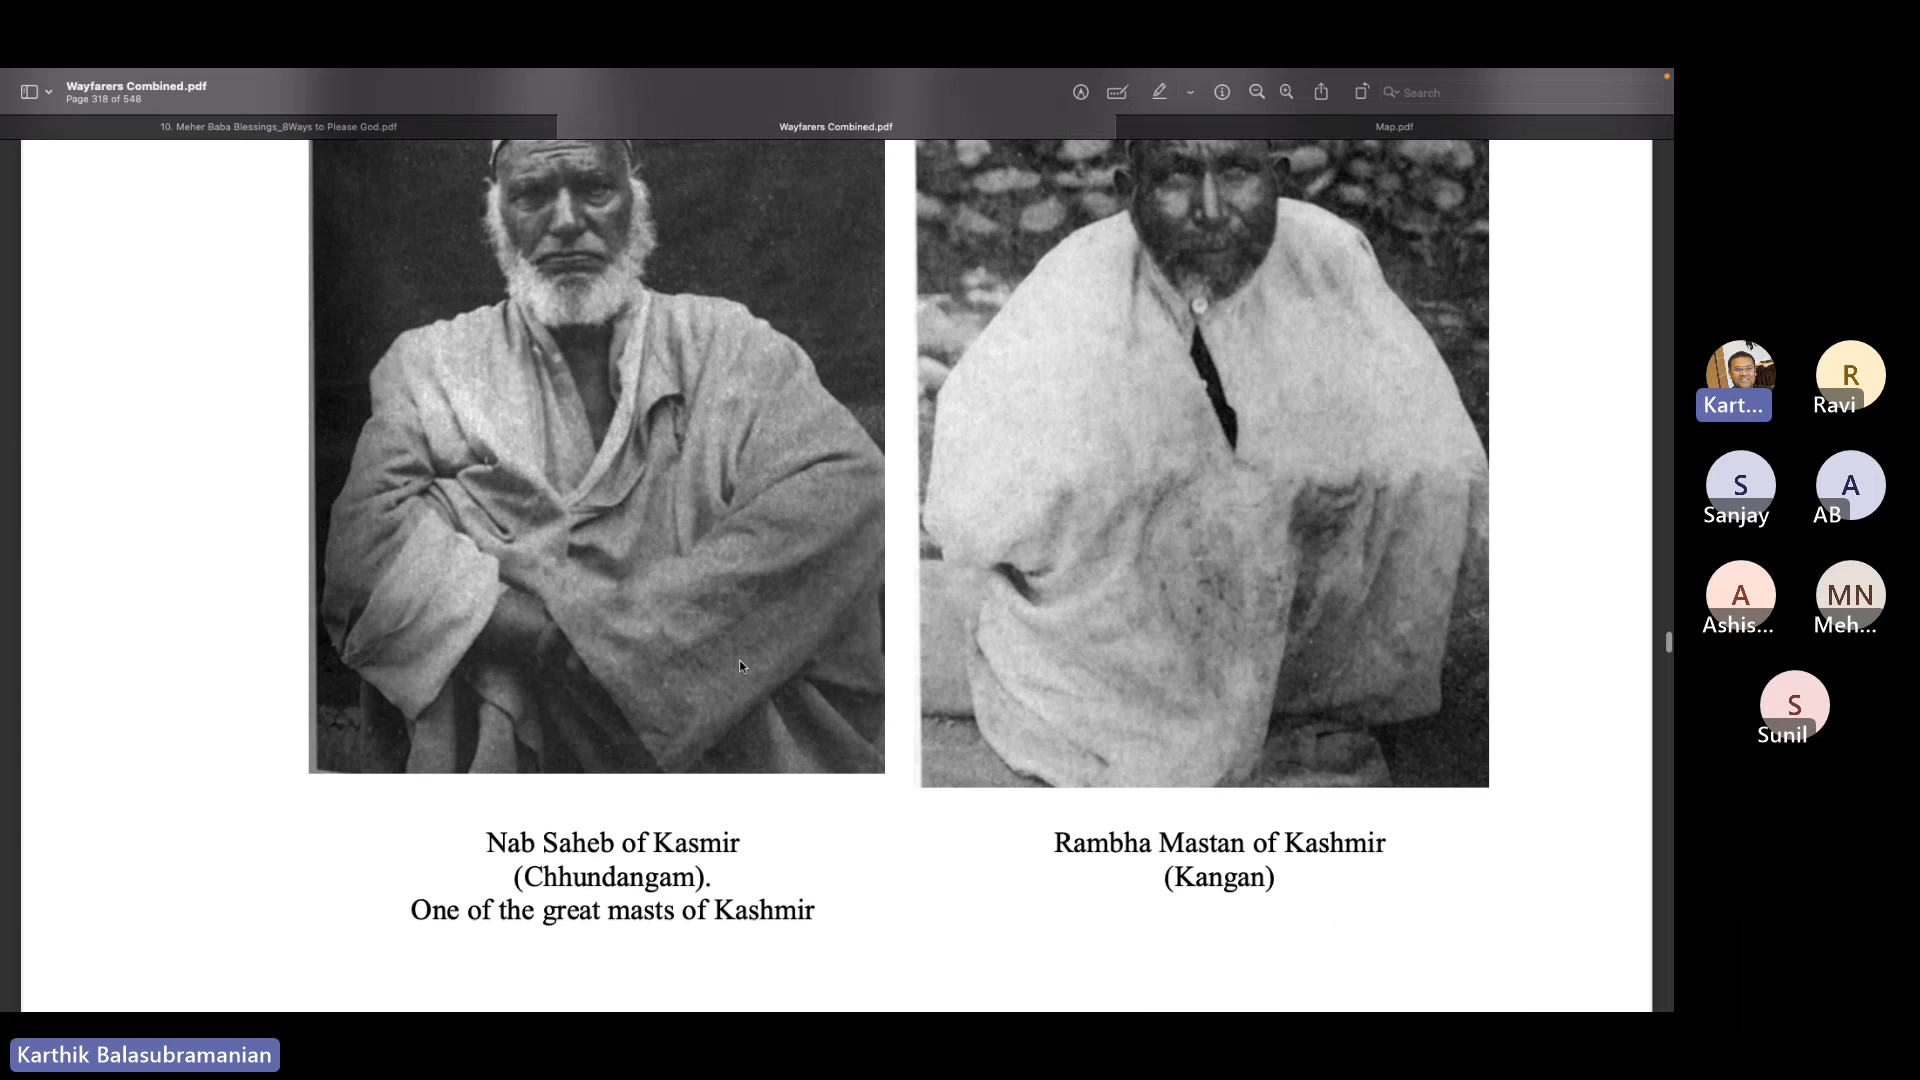 Wayfarers Combined.pdf
Page 318 of 548
Search
10. Meher Baba Blessings_8Ways to Please God.pdf
Wayfarers Combined.pdf
Map.pdf
Nab Saheb of Kasmir
(Chhundangam).
One of the great masts of Kashmir
Rambha Mastan of Kashmir
(Kangan)
Kart...
R
Ravi
S
Sanjay
A
AB
A
Ashis...
MN
Meh...
S
Sunil
Karthik Balasubramanian